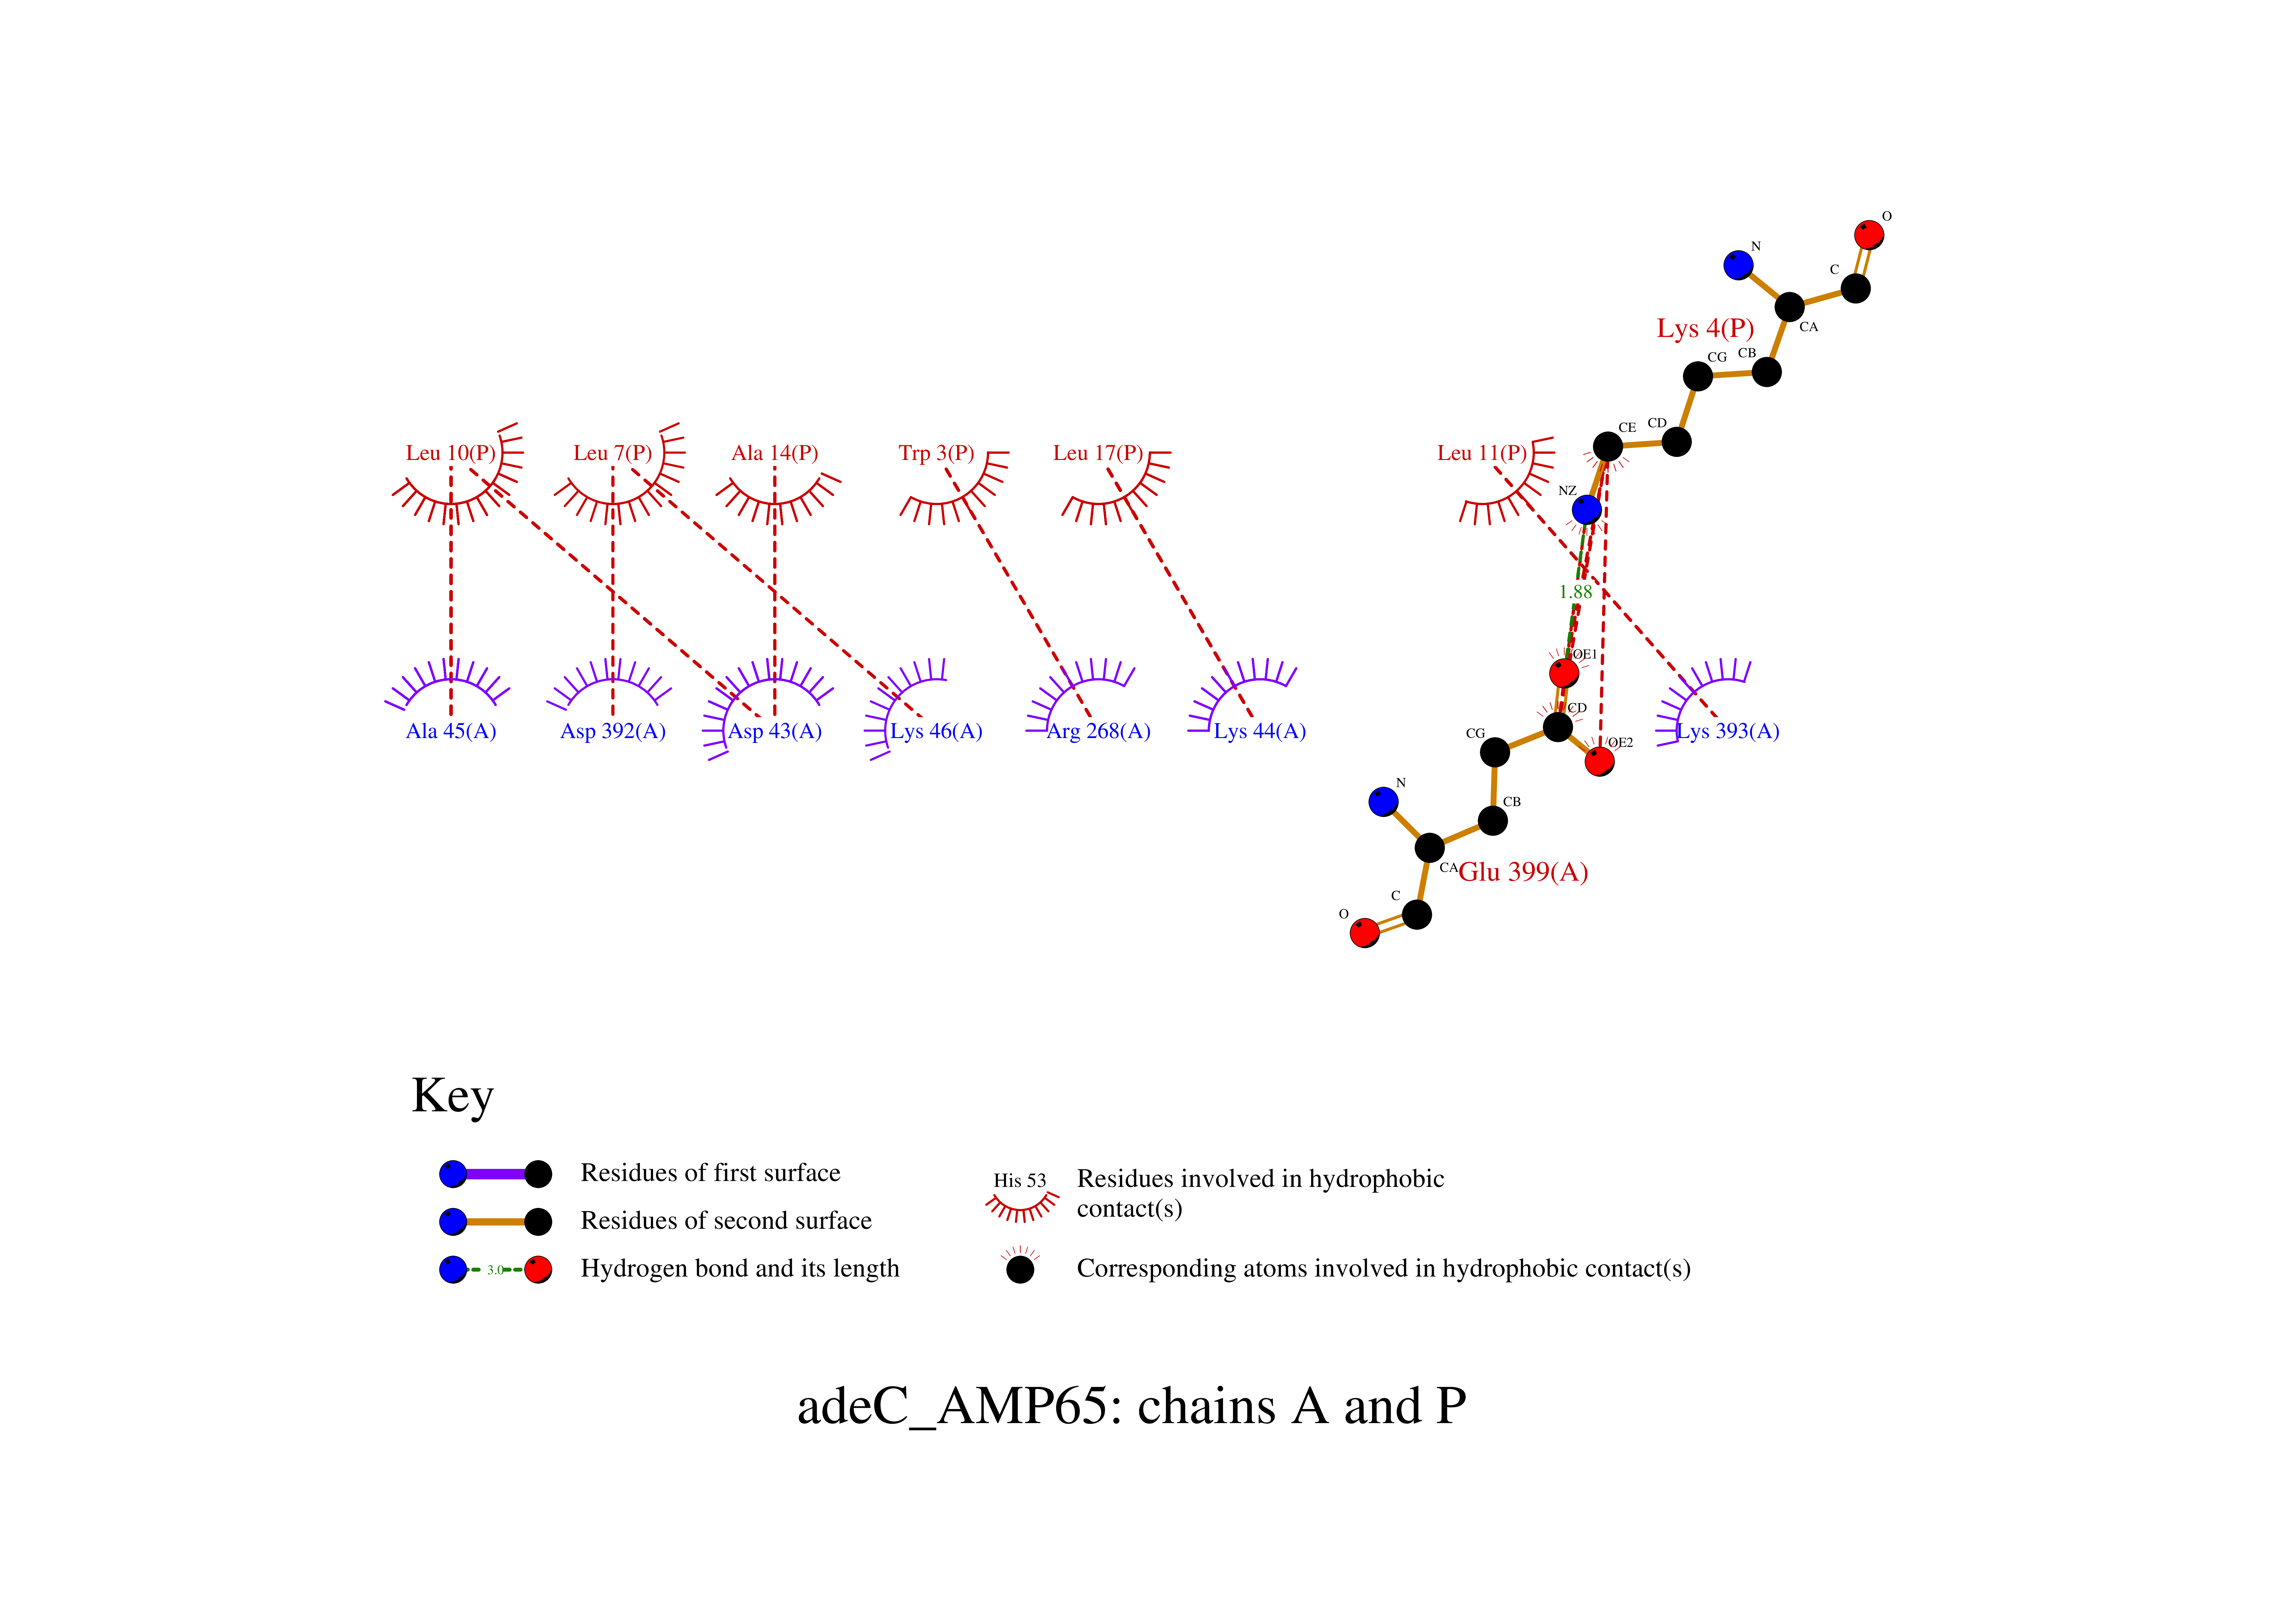 O
N
C
CA
Lys 4(P)
CG CB
CE CD
Leu 10(P) Leu 7(P) Ala 14(P) Trp 3(P) Leu 17(P) Leu 11(P)
NZ
1.88
OE1
CD
Ala 45(A) Asp 392(A) Asp 43(A) Lys 46(A) Arg 268(A) Lys 44(A) CG OE2 Lys 393(A)
N
CB
CA Glu 399(A)
C
O
Key
Residues of first surface
Residues of second surface
3.0 Hydrogen bond and its length
His 53 Residues involved in hydrophobic
contact(s)
Corresponding atoms involved in hydrophobic contact(s)
adeC_AMP65: chains A and P